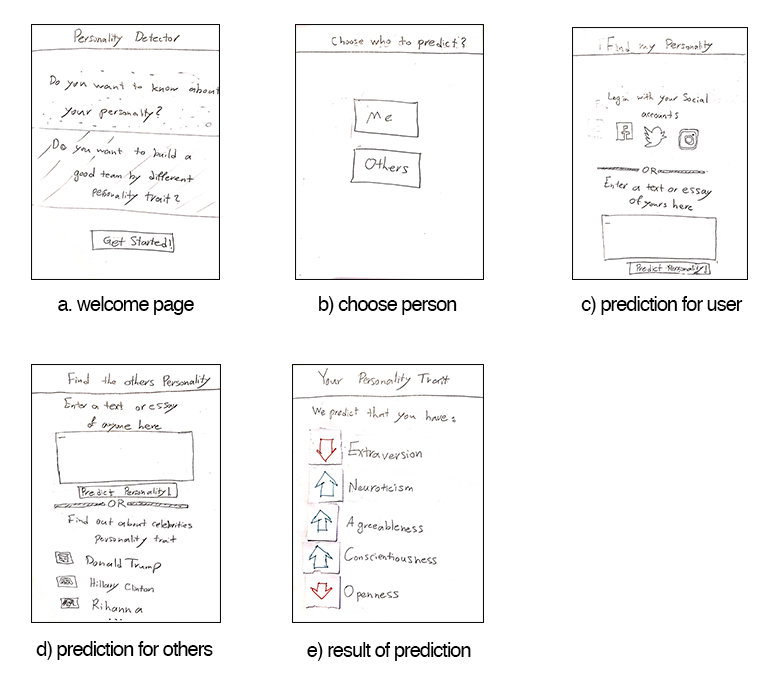 Personality Detector
Do you want to know about
your personality?
Do you want to build a
good team by different
personality trait?
Get Started!
a. welcome page
Choose who to predict?
Me
Others
b) choose person
Find my Personality
Login with your Social
accounts
OR
Enter a text or essay
of yours here
Predict Personality!
c) prediction for user
Find the others Personality
Enter a text or essay
of anyone here
Predict Personality!
OR
Find out about celebrities
personality trait
Donald Trump
Hillary Clinton
Rihanna
...
d) prediction for others
Your Personality Trait
We predict that you have:
Extraversion
Neuroticism
Agreeableness
Conscientiousness
Openness
e) result of prediction